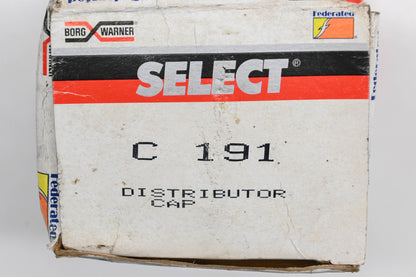 BORG WARNER
Federated
SELECT®
C 191
DISTRIBUTOR
CAP
Federated